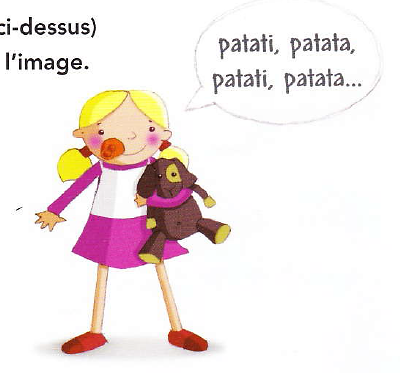 ci-dessus)
l'image.
patati, patata,
patati, patata...